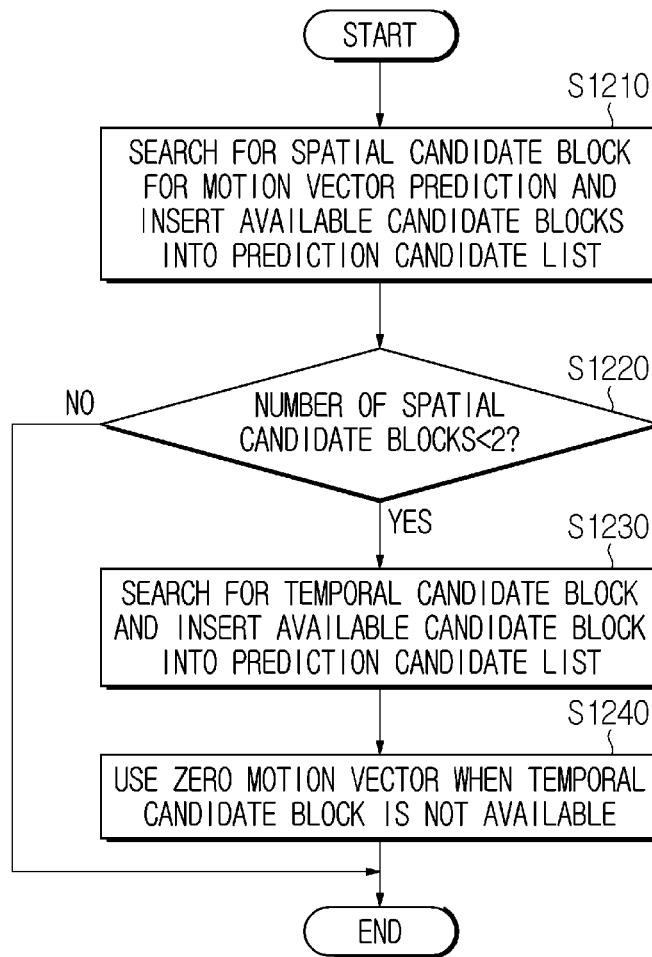 START
S1210
SEARCH FOR SPATIAL CANDIDATE BLOCK
FOR MOTION VECTOR PREDICTION AND
INSERT AVAILABLE CANDIDATE BLOCKS
INTO PREDICTION CANDIDATE LIST
S1220
NO
NUMBER OF SPATIAL
CANDIDATE BLOCKS<2?
YES
S1230
SEARCH FOR TEMPORAL CANDIDATE BLOCK
AND INSERT AVAILABLE CANDIDATE BLOCK
INTO PREDICTION CANDIDATE LIST
S1240
USE ZERO MOTION VECTOR WHEN TEMPORAL
CANDIDATE BLOCK IS NOT AVAILABLE
END